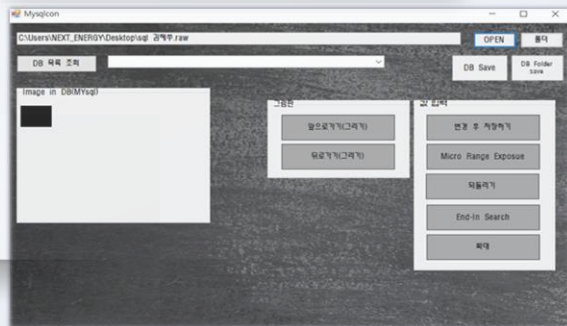 Mysqlcon
C:\Users\NEXT_ENERGY\Desktop\sql 김혜주.raw
OPEN
폴더
DB 목록 조회
DB Save
DB Folder
save
Image in DB(MYsql)
그림판
앞으로가기(그리기)
뒤로가기(그리기)
값 입력
변경 후 저장하기
Micro Range Exposue
되돌리기
End-In Search
확대